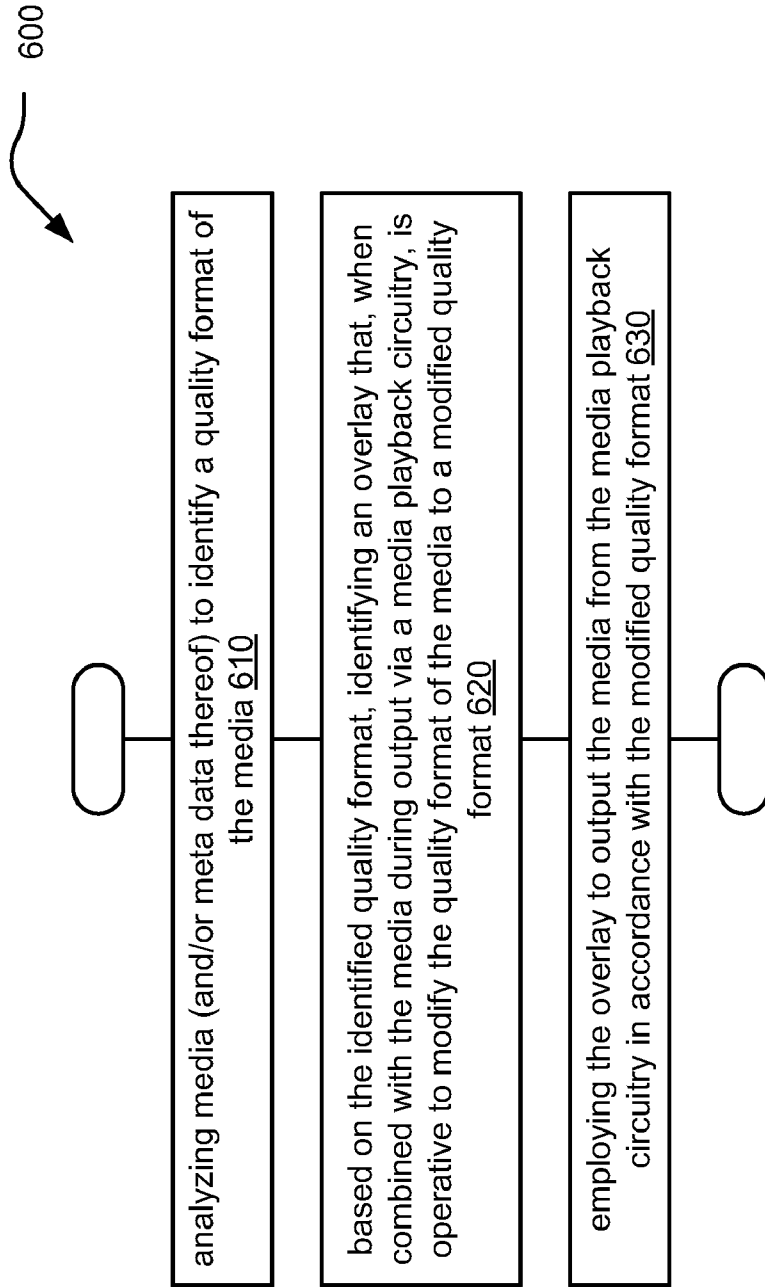 600
analyzing media (and/or meta data thereof) to identify a quality format of
the media 610
based on the identified quality format, identifying an overlay that, when
combined with the media during output via a media playback circuitry, is
operative to modify the quality format of the media to a modified quality
format 620
employing the overlay to output the media from the media playback
circuitry in accordance with the modified quality format 630